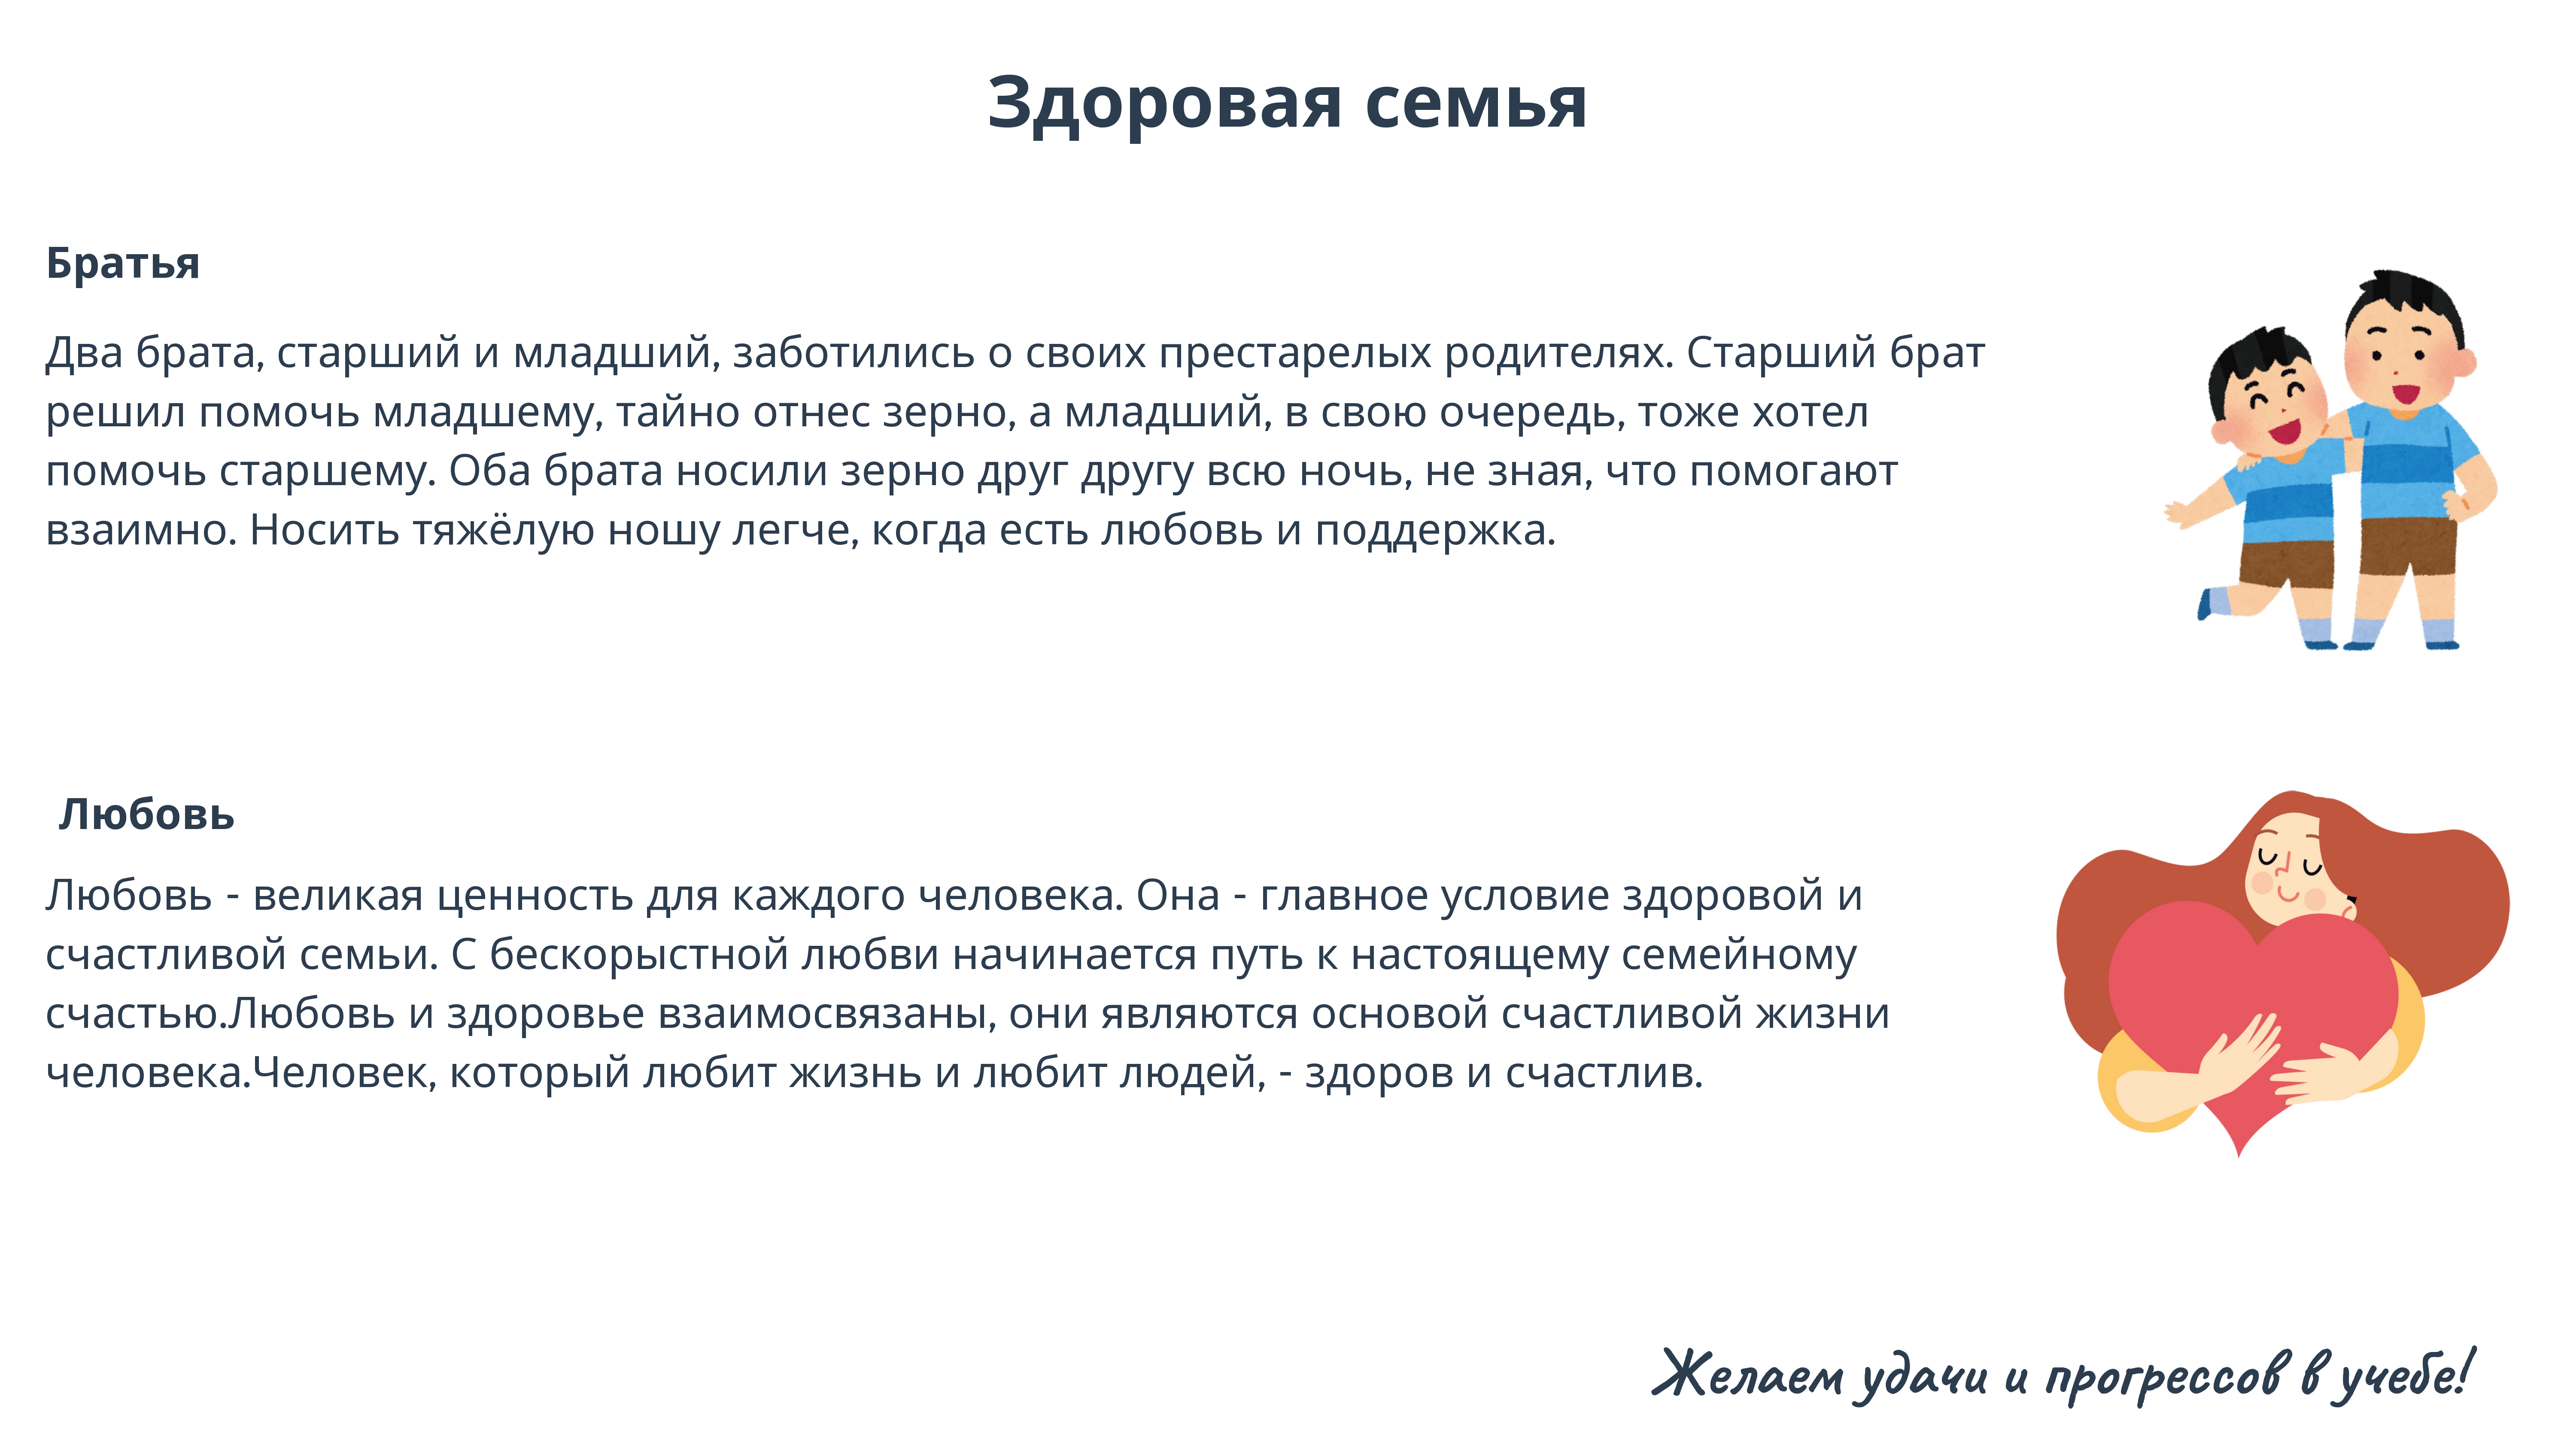 Здоровая семья
Братья
Два брата, старший и младший, заботились о своих престарелых родителях. Старший брат
решил помочь младшему, тайно отнес зерно, а младший, в свою очередь, тоже хотел
помочь старшему. Оба брата носили зерно друг другу всю ночь, не зная, что помогают
взаимно. Носить тяжёлую ношу легче, когда есть любовь и поддержка.
Любовь
Любовь - великая ценность для каждого человека. Она - главное условие здоровой и
счастливой семьи. С бескорыстной любви начинается путь к настоящему семейному
счастью.Любовь и здоровье взаимосвязаны, они являются основой счастливой жизни
человека.Человек, который любит жизнь и любит людей, - здоров и счастлив.
Желаем удачи и прогрессов в учебе!